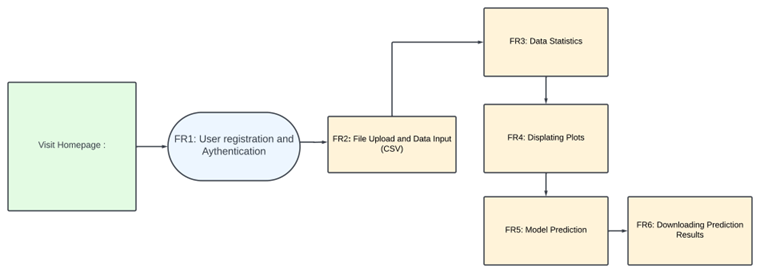 Visit Homepage :
FR1: User registration and
Aythentication
FR2: File Upload and Data Input
(CSV)
FR3: Data Statistics
FR4: Displating Plots
FR5: Model Prediction
FR6: Downloading Prediction
Results